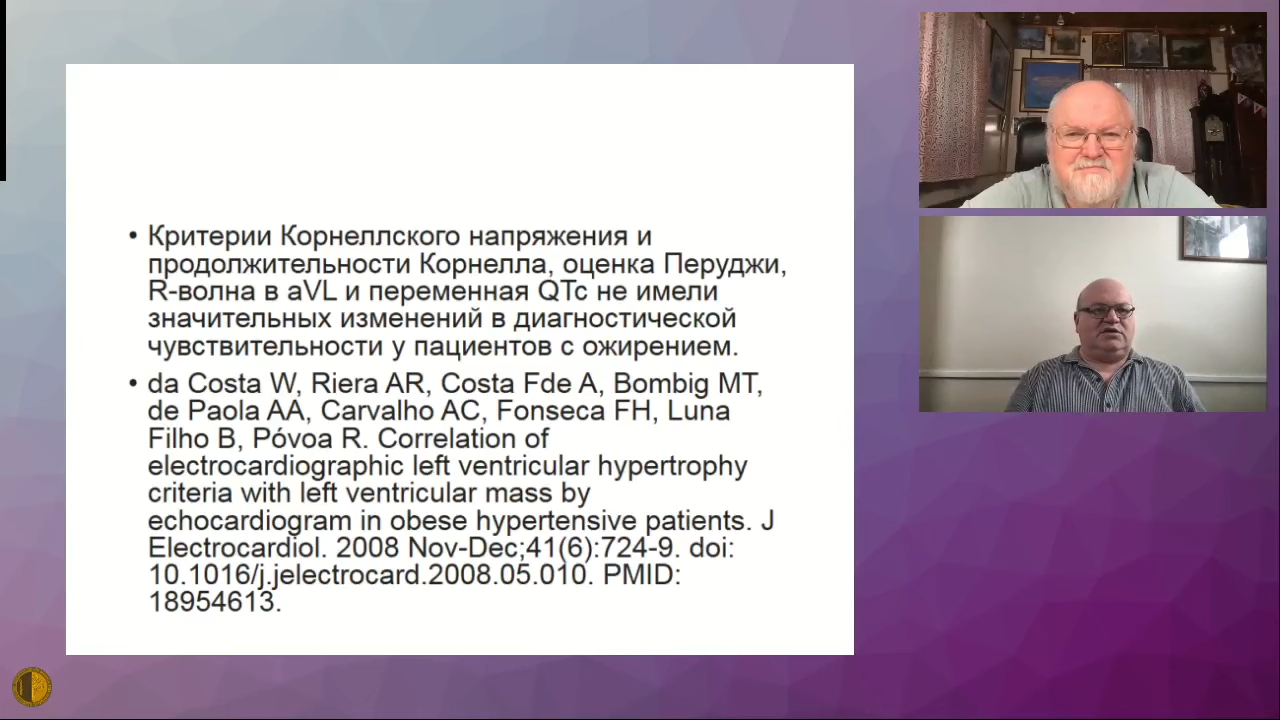 • Критерии Корнеллского напряжения и
продолжительности Корнелла, оценка Перуджи,
R-волна в aVL и переменная QTc не имели
значительных изменений в диагностической
чувствительности у пациентов с ожирением.
• da Costa W, Riera AR, Costa Fde A, Bombig MT,
de Paola AA, Carvalho AC, Fonseca FH, Luna
Filho B, Póvoa R. Correlation of
electrocardiographic left ventricular hypertrophy
criteria with left ventricular mass by
echocardiogram in obese hypertensive patients. J
Electrocardiol. 2008 Nov-Dec;41(6):724-9. doi:
10.1016/j.jelectrocard.2008.05.010. PMID:
18954613.